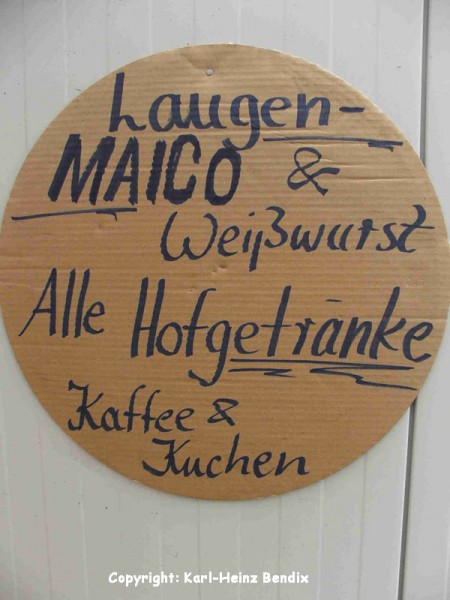 Laugen-
MAICO &
Weißwurst
Alle Hofgetränke
Kaffee &
Kuchen
Copyright: Karl-Heinz Bendix